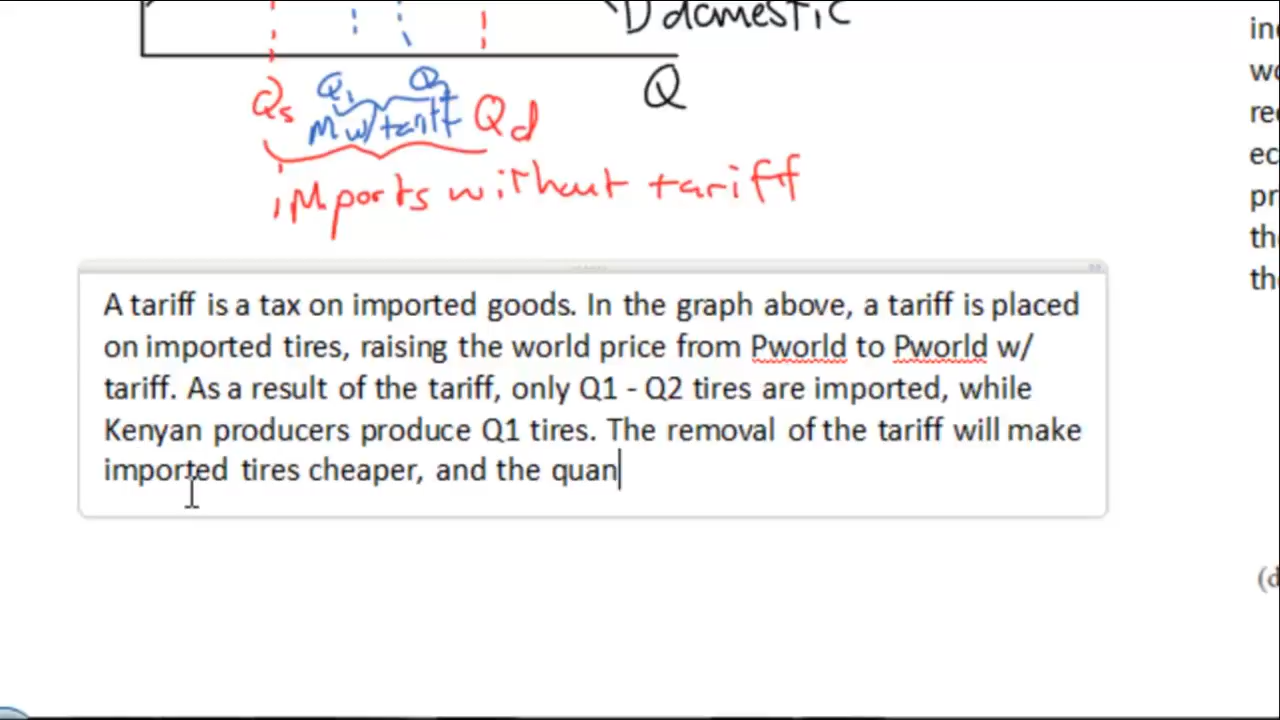 D domestic
Q
Q1
Qs
M w/ tariff
Qd
imports without tariff
A tariff is a tax on imported goods. In the graph above, a tariff is placed
on imported tires, raising the world price from Pworld to Pworld w/
tariff. As a result of the tariff, only Q1 - Q2 tires are imported, while
Kenyan producers produce Q1 tires. The removal of the tariff will make
imported tires cheaper, and the quan